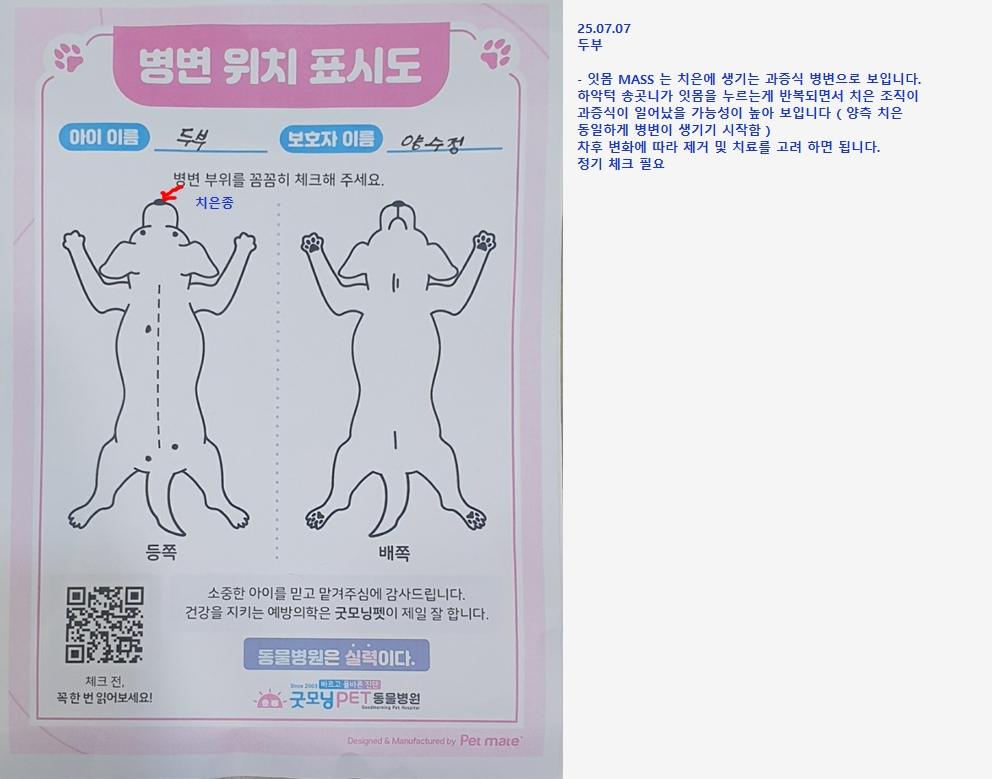 병변 위치 표시도
아이 이름 두부 보호자 이름 양수정
병변 부위를 꼼꼼히 체크해 주세요.
치은종
등쪽 배쪽
소중한 아이를 믿고 맡겨주심에 감사드립니다.
건강을 지키는 예방의학은 굿모닝펫이 제일 잘 합니다.
체크 전,
꼭 한 번 읽어보세요!
동물병원은 실력이다.
Since 2003 빠르고 올바른 진단
굿모닝PET동물병원
Goodmorning Pet Hospital
Designed & Manufactured by Pet mate
25.07.07
두부
- 잇몸 MASS 는 치은에 생기는 과증식 병변으로 보입니다.
하악턱 송곳니가 잇몸을 누르는게 반복되면서 치은 조직이
과증식이 일어났을 가능성이 높아 보입니다 ( 양측 치은
동일하게 병변이 생기기 시작함 )
차후 변화에 따라 제거 및 치료를 고려 하면 됩니다.
정기 체크 필요